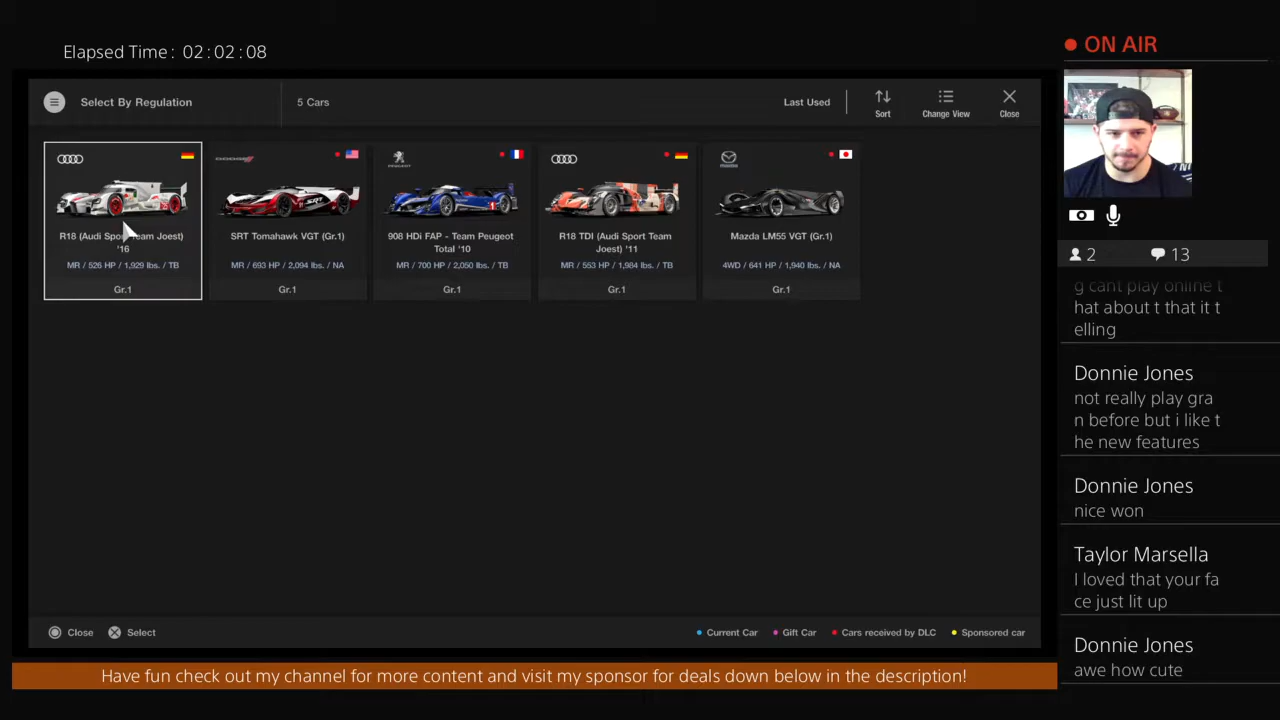 Elapsed Time: 02:02:08
ON AIR
Select By Regulation
5 Cars
Last Used
Sort
Change View
Close
R18 (Audi Sport Team Joest)
'16
MR / 526 HP / 1,929 lbs. / TB
Gr.1
SRT Tomahawk VGT (Gr.1)
MR / 693 HP / 2,094 lbs. / NA
Gr.1
PEUGEOT
908 HDi FAP - Team Peugeot
Total '10
MR / 700 HP / 2,050 lbs. / TB
Gr.1
R18 TDI (Audi Sport Team
Joest) '11
MR / 553 HP / 1,984 lbs. / TB
Gr.1
Mazda LM55 VGT (Gr.1)
4WD / 641 HP / 1,940 lbs. / NA
Gr.1
2
13
g cant play online t
hat about t that it t
elling
Donnie Jones
not really play gra
n before but i like t
he new features
Donnie Jones
nice won
Taylor Marsella
I loved that your fa
ce just lit up
Donnie Jones
awe how cute
Close
Select
Current Car
Gift Car
Cars received by DLC
Sponsored car
Have fun check out my channel for more content and visit my sponsor for deals down below in the description!